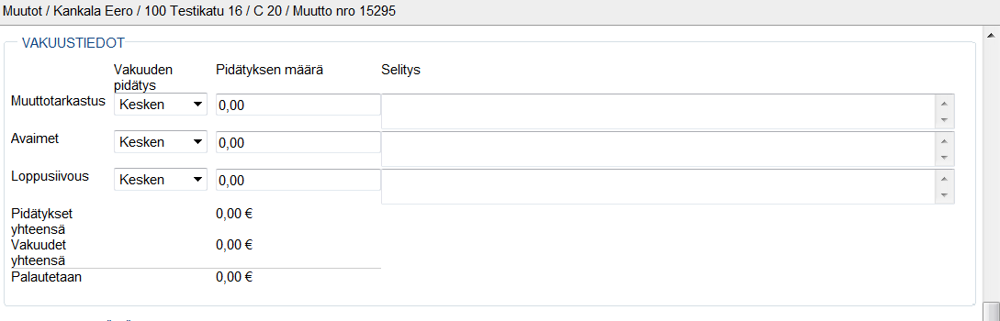 Muutot / Kankala Eero / 100 Testikatu 16 / C 20 / Muutto nro 15295
VAKUUSTIEDOT
Vakuuden pidätys Pidätyksen määrä Selitys
Muuttotarkastus Kesken 0,00
Avaimet Kesken 0,00
Loppusiivous Kesken 0,00
Pidätykset yhteensä 0,00 €
Vakuudet yhteensä 0,00 €
Palautetaan 0,00 €